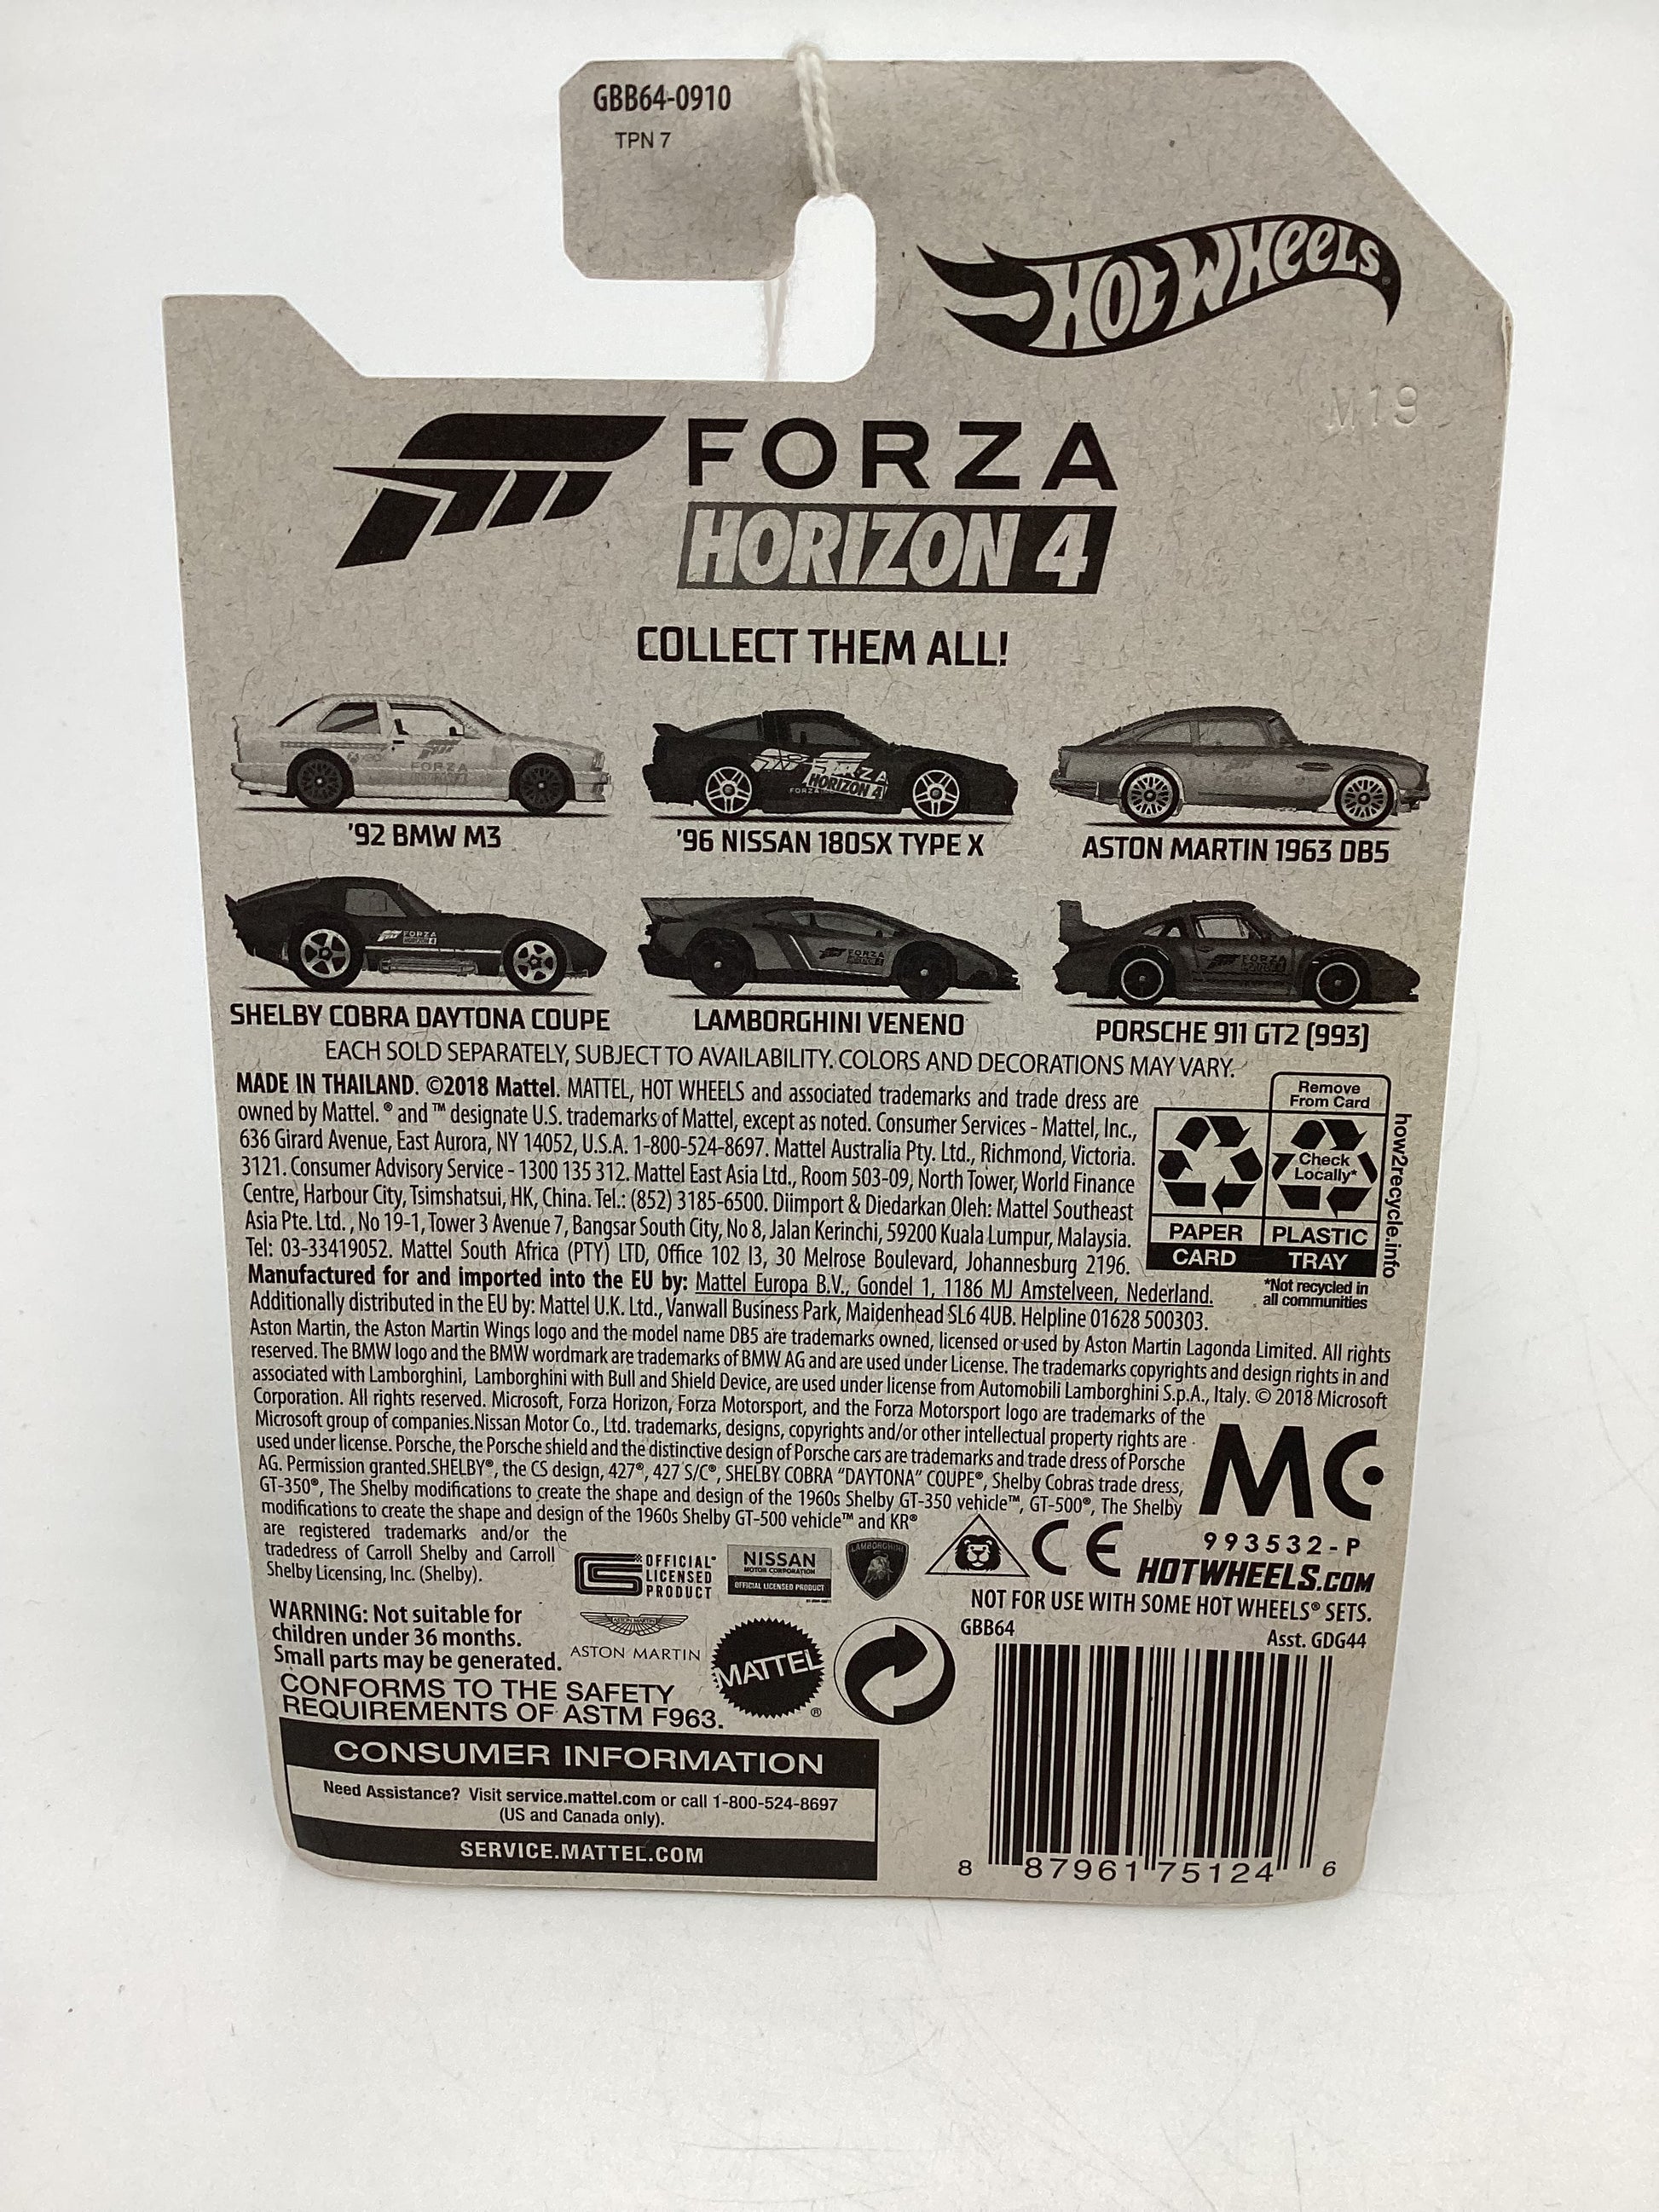 GBB64-0910
TPN 7
HOT WHEELS
M19
FORZA
HORIZON 4
COLLECT THEM ALL!
FORZA
FORZA
HORIZON 4
'92 BMW M3
'96 NISSAN 180SX TYPE X
ASTON MARTIN 1963 DB5
FORZA
FORZA
FORZA
SHELBY COBRA DAYTONA COUPE
LAMBORGHINI VENENO
PORSCHE 911 GT2 (993)
EACH SOLD SEPARATELY, SUBJECT TO AVAILABILITY. COLORS AND DECORATIONS MAY VARY.
MADE IN THAILAND. ©2018 Mattel. MATTEL, HOT WHEELS and associated trademarks and trade dress are
owned by Mattel. ® and ™ designate U.S. trademarks of Mattel, except as noted. Consumer Services - Mattel, Inc.,
636 Girard Avenue, East Aurora, NY 14052, U.S.A. 1-800-524-8697. Mattel Australia Pty. Ltd., Richmond, Victoria.
3121. Consumer Advisory Service - 1300 135 312. Mattel East Asia Ltd., Room 503-09, North Tower, World Finance
Centre, Harbour City, Tsimshatsui, HK, China. Tel.: (852) 3185-6500. Diimport & Diedarkan Oleh: Mattel Southeast
Asia Pte. Ltd. , No 19-1, Tower 3 Avenue 7, Bangsar South City, No 8, Jalan Kerinchi, 59200 Kuala Lumpur, Malaysia.
Tel: 03-33419052. Mattel South Africa (PTY) LTD, Office 102 I3, 30 Melrose Boulevard, Johannesburg 2196.
Manufactured for and imported into the EU by: Mattel Europa B.V., Gondel 1, 1186 MJ Amstelveen, Nederland.
Additionally distributed in the EU by: Mattel U.K. Ltd., Vanwall Business Park, Maidenhead SL6 4UB. Helpline 01628 500303.
Remove
From Card
Check
Locally*
PAPER
PLASTIC
CARD
TRAY
how2recycle.info
*Not recycled in
all communities
Aston Martin, the Aston Martin Wings logo and the model name DB5 are trademarks owned, licensed or used by Aston Martin Lagonda Limited. All rights
reserved. The BMW logo and the BMW wordmark are trademarks of BMW AG and are used under License. The trademarks copyrights and design rights in and
associated with Lamborghini, Lamborghini with Bull and Shield Device, are used under license from Automobili Lamborghini S.p.A., Italy. © 2018 Microsoft
Corporation. All rights reserved. Microsoft, Forza Horizon, Forza Motorsport, and the Forza Motorsport logo are trademarks of the
Microsoft group of companies.Nissan Motor Co., Ltd. trademarks, designs, copyrights and/or other intellectual property rights are
used under license. Porsche, the Porsche shield and the distinctive design of Porsche cars are trademarks and trade dress of Porsche
AG. Permission granted.SHELBY®, the CS design, 427®, 427 S/C®, SHELBY COBRA "DAYTONA" COUPE®, Shelby Cobras trade dress,
GT-350®, The Shelby modifications to create the shape and design of the 1960s Shelby GT-350 vehicle™, GT-500®, The Shelby
modifications to create the shape and design of the 1960s Shelby GT-500 vehicle™ and KR®
are registered trademarks and/or the
tradedress of Carroll Shelby and Carroll
Shelby Licensing, Inc. (Shelby).
MC
993532-P
OFFICIAL
LICENSED
PRODUCT
NISSAN
MOTOR CORPORATION
OFFICIAL LICENSED PRODUCT
LAMBORGHINI
CE
HOTWHEELS.COM
NOT FOR USE WITH SOME HOT WHEELS® SETS.
WARNING: Not suitable for
children under 36 months.
Small parts may be generated.
ASTON MARTIN
ASTON MARTIN
MATTEL ®
CONFORMS TO THE SAFETY
REQUIREMENTS OF ASTM F963.
GBB64
Asst. GDG44
CONSUMER INFORMATION
Need Assistance? Visit service.mattel.com or call 1-800-524-8697
(US and Canada only).
SERVICE.MATTEL.COM
8 87961 75124 6